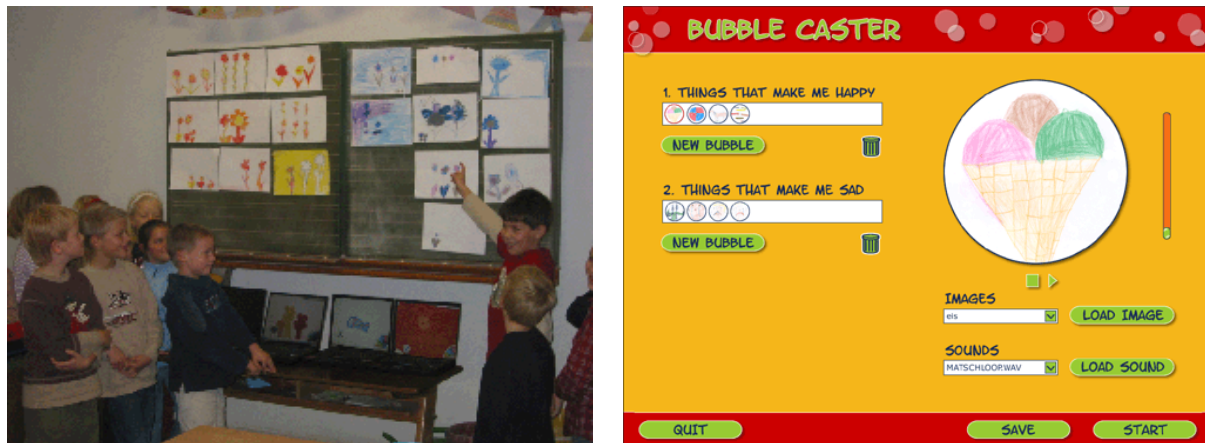 BUBBLE CASTER
1. THINGS THAT MAKE ME HAPPY
NEW BUBBLE
2. THINGS THAT MAKE ME SAD
NEW BUBBLE
IMAGES
eis
LOAD IMAGE
SOUNDS
MATSCHLOOP.WAV
LOAD SOUND
QUIT
SAVE
START